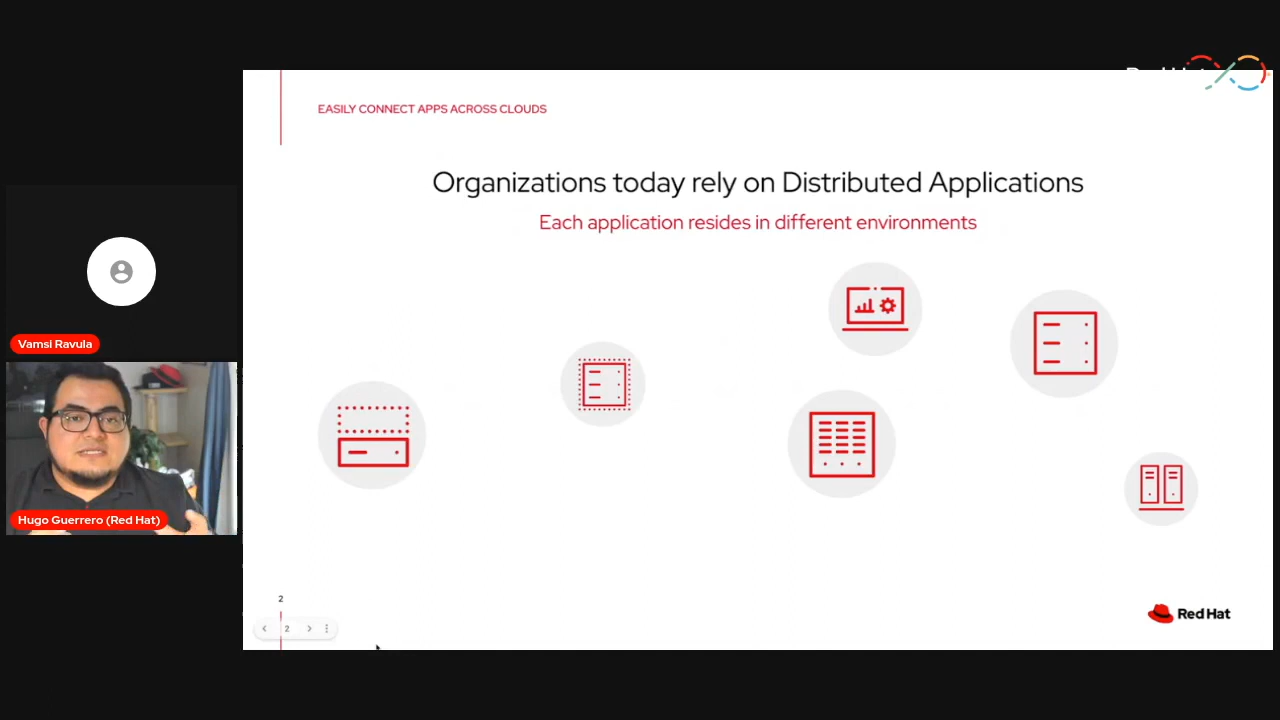 EASILY CONNECT APPS ACROSS CLOUDS
Organizations today rely on Distributed Applications
Each application resides in different environments
Vamsi Ravula
Hugo Guerrero (Red Hat)
2
2
Red Hat